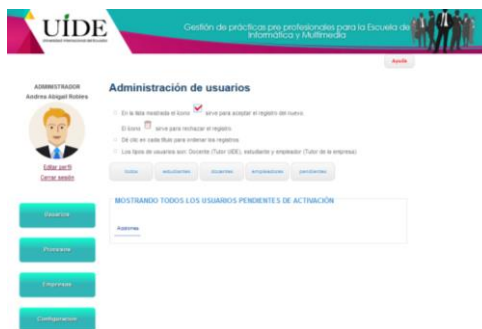 UIDE
Gestión de prácticas pre profesionales para la Escuela de
Informática y Multimedia
Ayuda
ADMINISTRADOR
Andrea Abigail Robles
Editar perfil
Cerrar sesión
Usuarios
Empresas
Configuración
Administración de usuarios
En la lista mostrada el icono sirve para aceptar el registro del nuevo.
El icono sirve para rechazar el registro.
Dé clic en cada título para ordenar los registros.
Los tipos de usuarios son: Docente (Tutor UIDE), estudiante y empleador (Tutor de la empresa)
todos
estudiantes
docentes
empleadores
pendientes
MOSTRANDO TODOS LOS USUARIOS PENDIENTES DE ACTIVACIÓN
Acciones